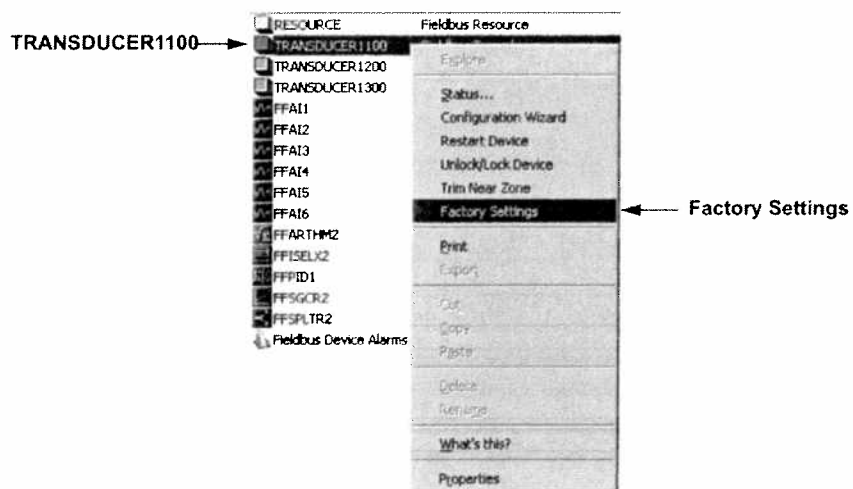 RESOURCE Fieldbus Resource
TRANSDUCER1100
TRANSDUCER1100
TRANSDUCER1200
TRANSDUCER1300
FFAI1
FFAI2
FFAI3
FFAI4
FFAI5
FFAI6
FFARTHM2
FFISELX2
FFPID1
FFSGCR2
FFSPLTR2
Fieldbus Device Alarms
Explore
Status...
Configuration Wizard
Restart Device
Unlock/Lock Device
Trim Near Zone
Factory Settings
Factory Settings
Print
Export
Cut
Copy
Paste
Delete
Rename
What's this?
Properties